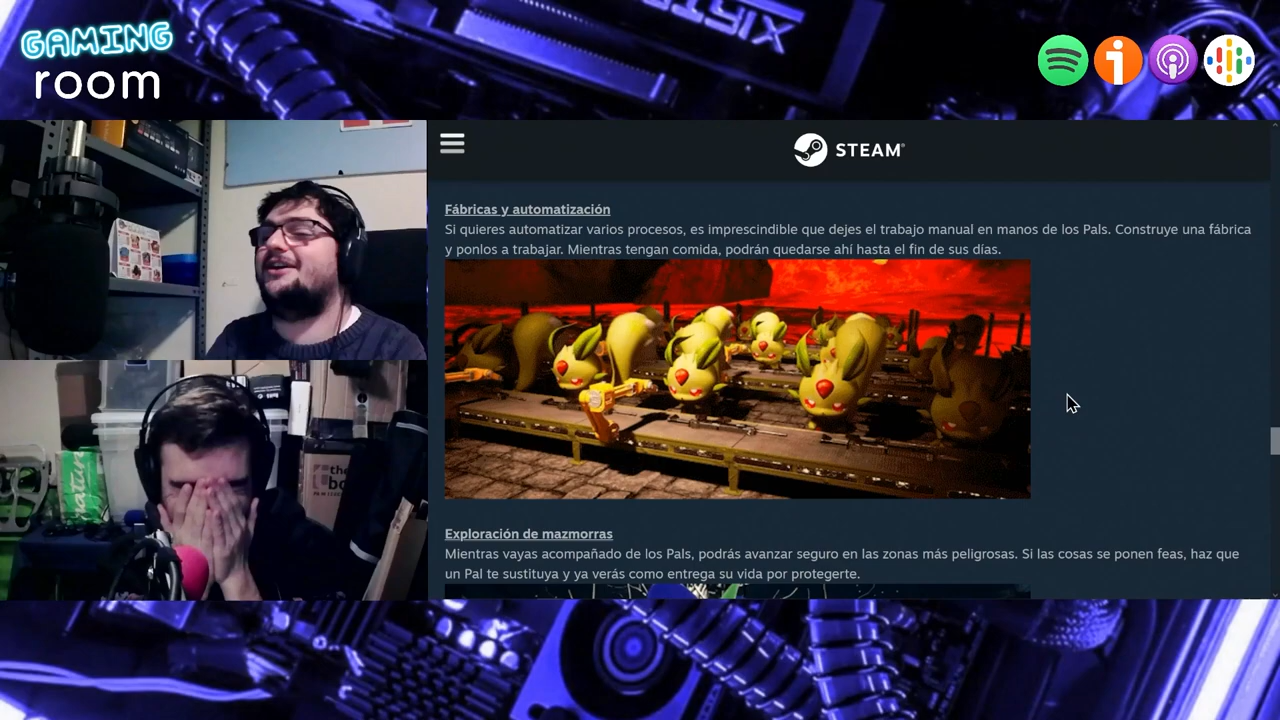 GAMING
room
STEAM
Fábricas y automatización
Si quieres automatizar varios procesos, es imprescindible que dejes el trabajo manual en manos de los Pals. Construye una fábrica
y ponlos a trabajar. Mientras tengan comida, podrán quedarse ahí hasta el fin de sus días.
Exploración de mazmorras
Mientras vayas acompañado de los Pals, podrás avanzar seguro en las zonas más peligrosas. Si las cosas se ponen feas, haz que
un Pal te sustituya y ya verás como entrega su vida por protegerte.